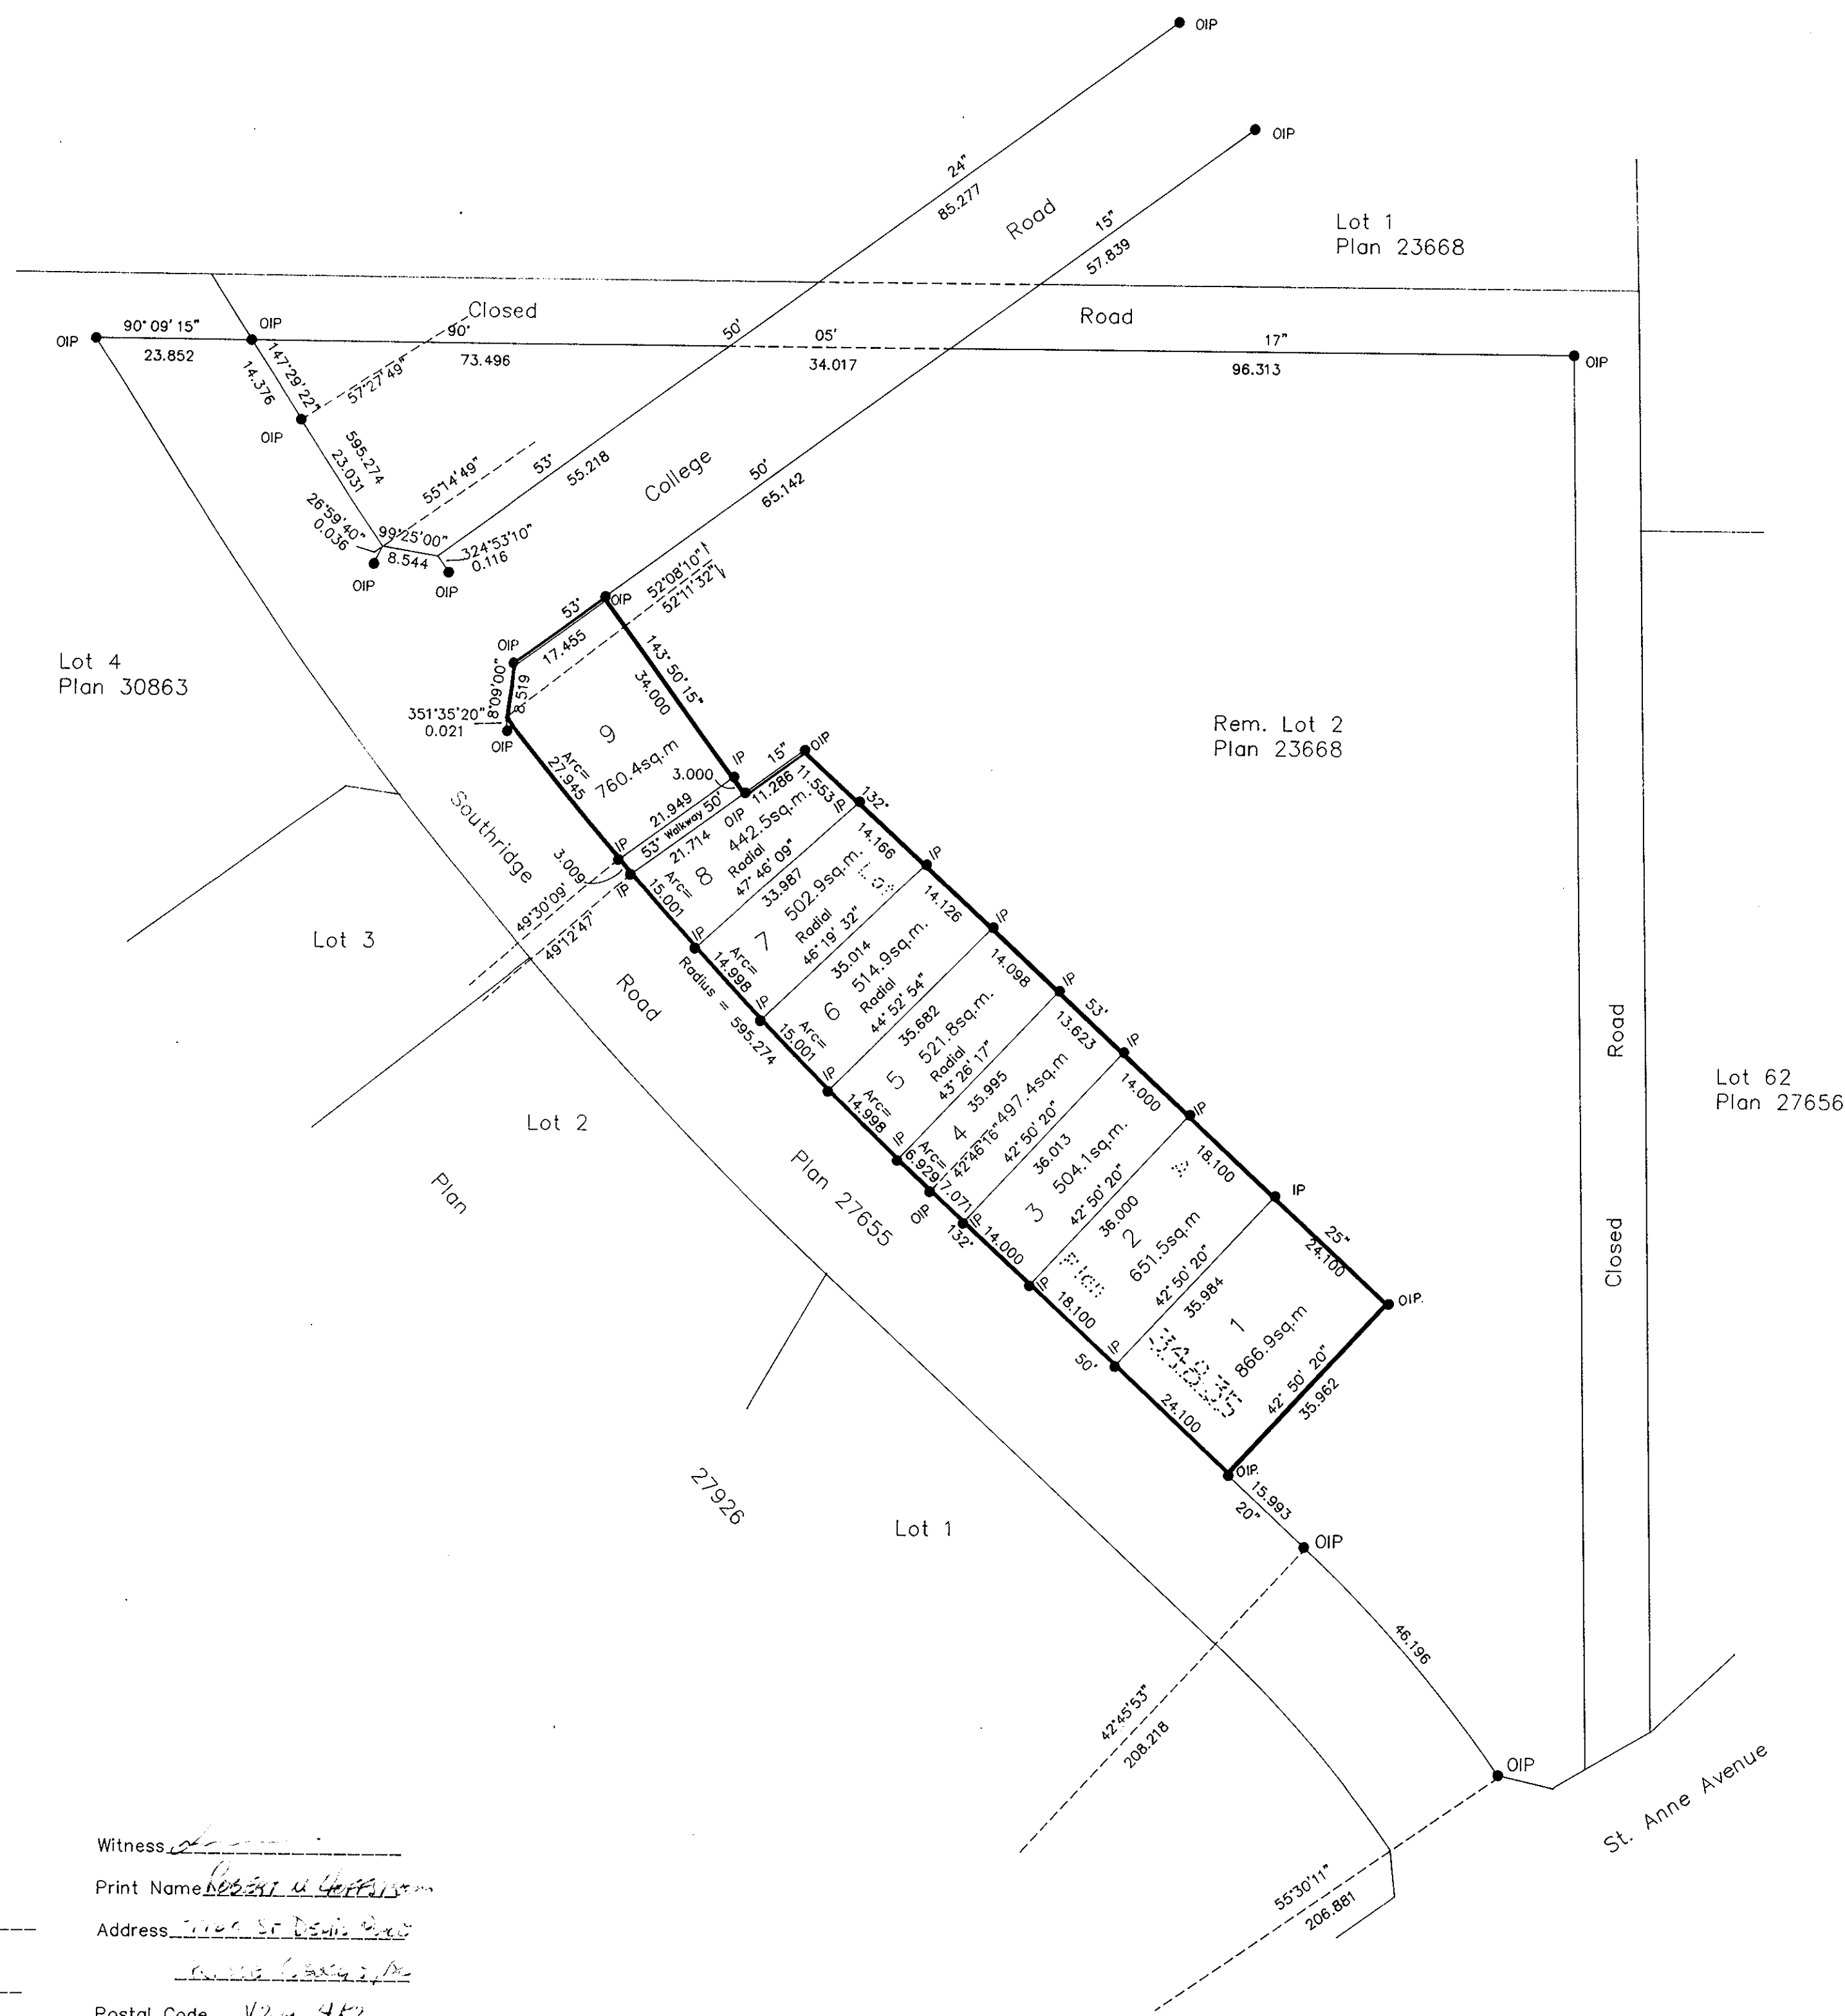 OIP
OIP
24"
85.277
Road
15"
57.839
Lot 1
Plan 23668
Closed
Road
OIP
90° 09' 15"
23.852
OIP
90°
73.496
50'
05'
34.017
17"
96.313
OIP
147°29'22"
14.376
57°27'49"
OIP
595.274
23.031
55°14'49"
53'
55.218
College
50'
65.142
26°59'40"
0.036
99°25'00"
8.544
324°53'10"
0.116
OIP
OIP
52°08'10"
52°11'32"
53°
17.455
OIP
OIP
8°09'00"
8.519
351°35'20"
0.021
OIP
143° 50' 15"
34.000
Lot 4
Plan 30863
Rem. Lot 2
Plan 23668
9
760.4sq.m
Arc=
27.945
IP
3.000
15"
OIP
11.286
21.949
53° Walkway 50'
21.714
OIP
IP
3.009
IP
49°30'09'
49°12'47'
Southridge
Road
Lot 3
8
442.5sq.m.
Arc=
15.001
11.553
IP
132°
Radial
47° 46' 09"
33.987
IP
7
502.9sq.m.
Lot
Arc=
14.998
14.166
IP
Radial
46° 19' 32"
35.014
IP
Radius = 595.274
6
514.9sq.m.
Arc=
15.001
14.126
IP
Radial
44° 52' 54"
35.682
IP
5
521.8sq.m.
Arc=
14.998
14.098
IP
Radial
43° 26' 17"
35.995
IP
53'
13.623
IP
4
497.4sq.m
Arc=
6.929
42°46'16"
7.071
OIP
IP
132°
42° 50' 20"
36.013
14.000
IP
3
504.1sq.m.
14.000
IP
42° 50' 20"
36.000
18.100
A
IP
2
651.5sq.m
Plan
18.100
IP
42° 50' 20"
35.984
25"
24.100
OIP.
1
866.9sq.m
34835
50'
24.100
42° 50' 20"
35.962
OIP.
15.993
20"
OIP
Lot 2
Plan
27926
Plan 27655
Lot 1
Road
Closed
Lot 62
Plan 27656
46.196
42°45'53"
208.218
OIP
55°30'11"
206.881
St. Anne Avenue
Witness
Print Name ROBERT
Address
Postal Code